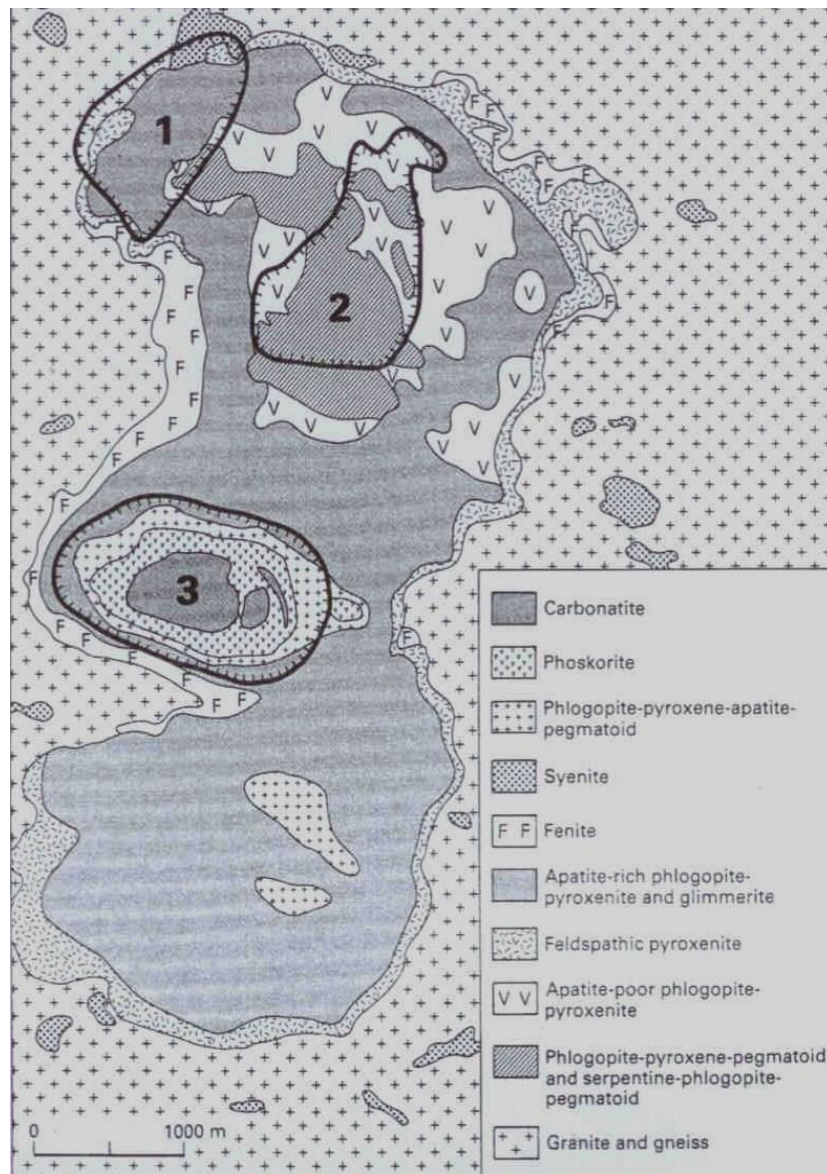 1
2
3
Carbonatite
Phoskorite
Phlogopite-pyroxene-apatite-
pegmatoid
Syenite
F F Fenite
Apatite-rich phlogopite-
pyroxenite and glimmerite
Feldspathic pyroxenite
V V Apatite-poor phlogopite-
pyroxenite
Phlogopite-pyroxene-pegmatoid
and serpentine-phlogopite-
pegmatoid
Granite and gneiss
0 1000 m